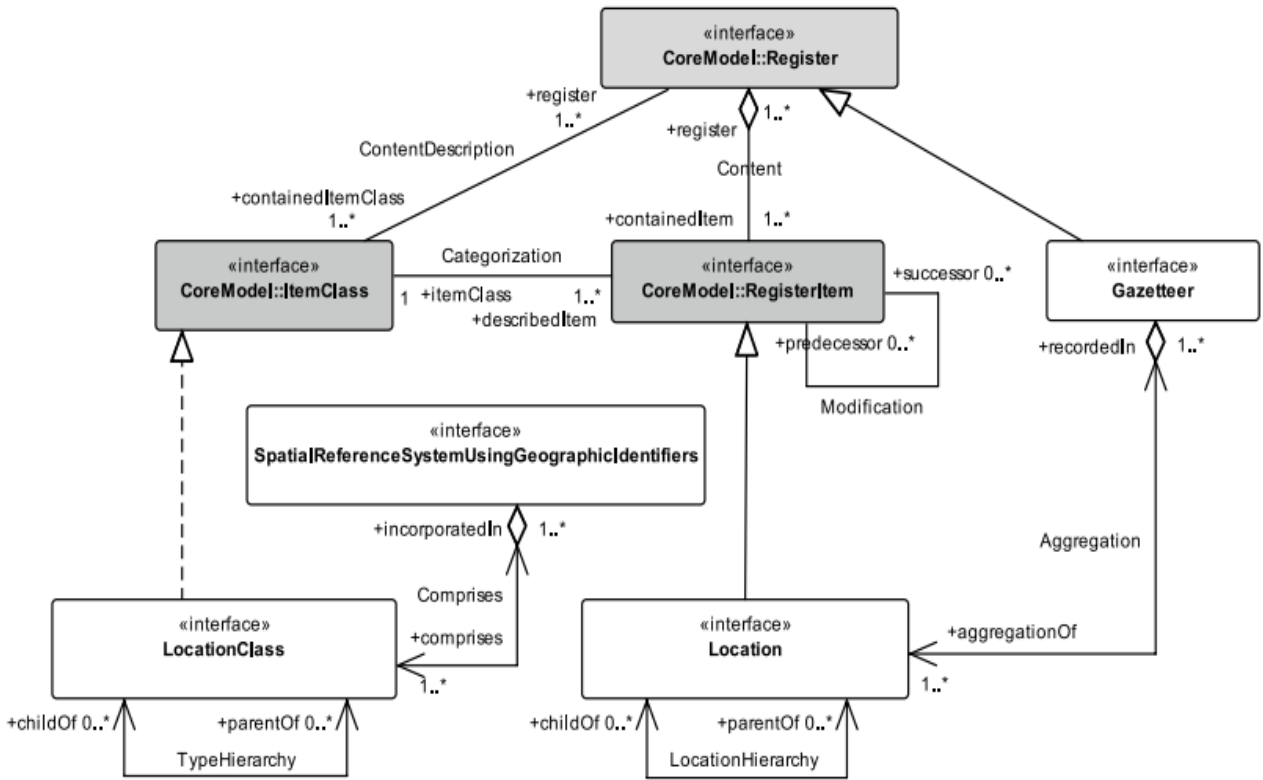 «interface»
CoreModel::Register
+register
1..*
1..*
+register
ContentDescription
Content
+containedItemClass
1..*
+containedItem
1..*
«interface»
CoreModel::ItemClass
Categorization
1
+itemClass
1..*
+describedItem
«interface»
CoreModel::RegisterItem
+successor 0..*
+predecessor 0..*
Modification
«interface»
Gazetteer
+recordedIn
1..*
«interface»
SpatialReferenceSystemUsingGeographicIdentifiers
+incorporatedIn
1..*
Aggregation
Comprises
+comprises
1..*
«interface»
LocationClass
«interface»
Location
+aggregationOf
1..*
+childOf 0..*
+parentOf 0..*
TypeHierarchy
+childOf 0..*
+parentOf 0..*
LocationHierarchy